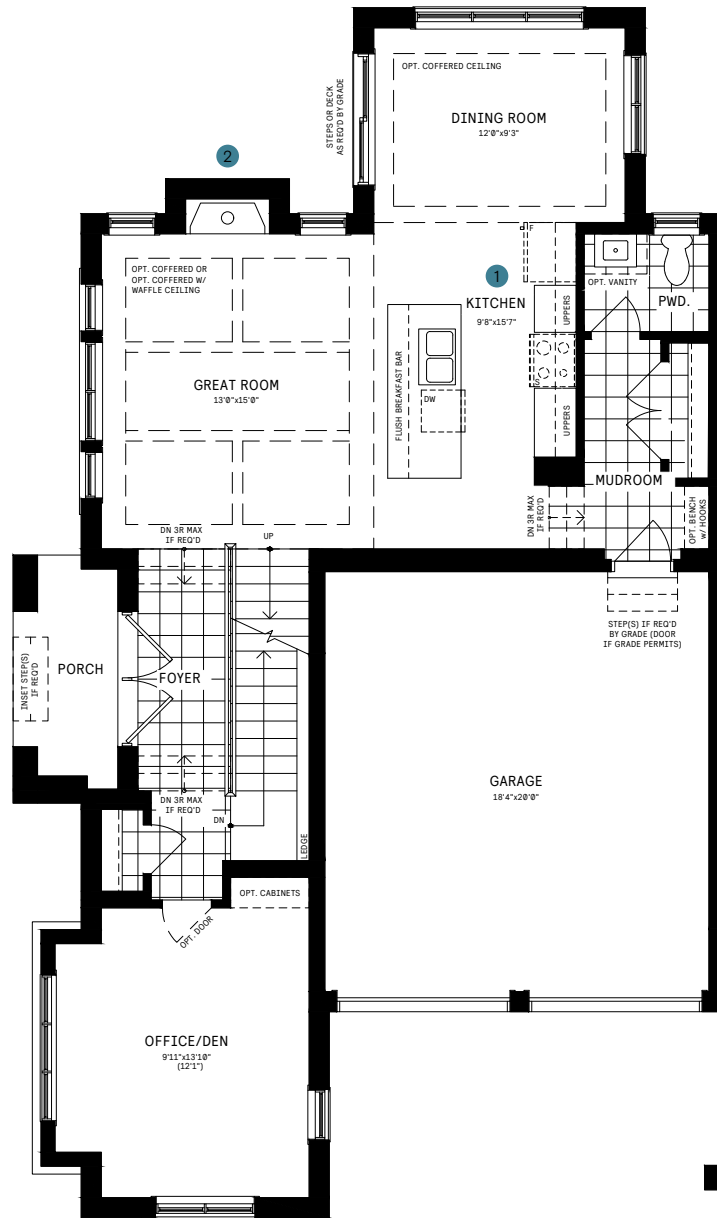 OPT. COFFERED CEILING
DINING ROOM
12'0"x9'3"
STEPS OR DECK
AS REQ'D BY GRADE
2
OPT. COFFERED OR
OPT. COFFERED W/
WAFFLE CEILING
GREAT ROOM
13'0"x15'0"
F
1
KITCHEN
9'8"x15'7"
UPPERS
S
UPPERS
FLUSH BREAKFAST BAR
DW
OPT. VANITY
PWD.
MUDROOM
DN 3R MAX
IF REQ'D
OPT. BENCH
w/ HOOKS
DN 3R MAX
IF REQ'D
UP
STEP(S) IF REQ'D
BY GRADE (DOOR
IF GRADE PERMITS)
INSET STEP(S)
IF REQ'D
PORCH
FOYER
GARAGE
18'4"x20'0"
DN 3R MAX
IF REQ'D
DN
LEDGE
OPT. CABINETS
OPT. DOOR
OFFICE/DEN
9'11"x13'10"
(12'1")